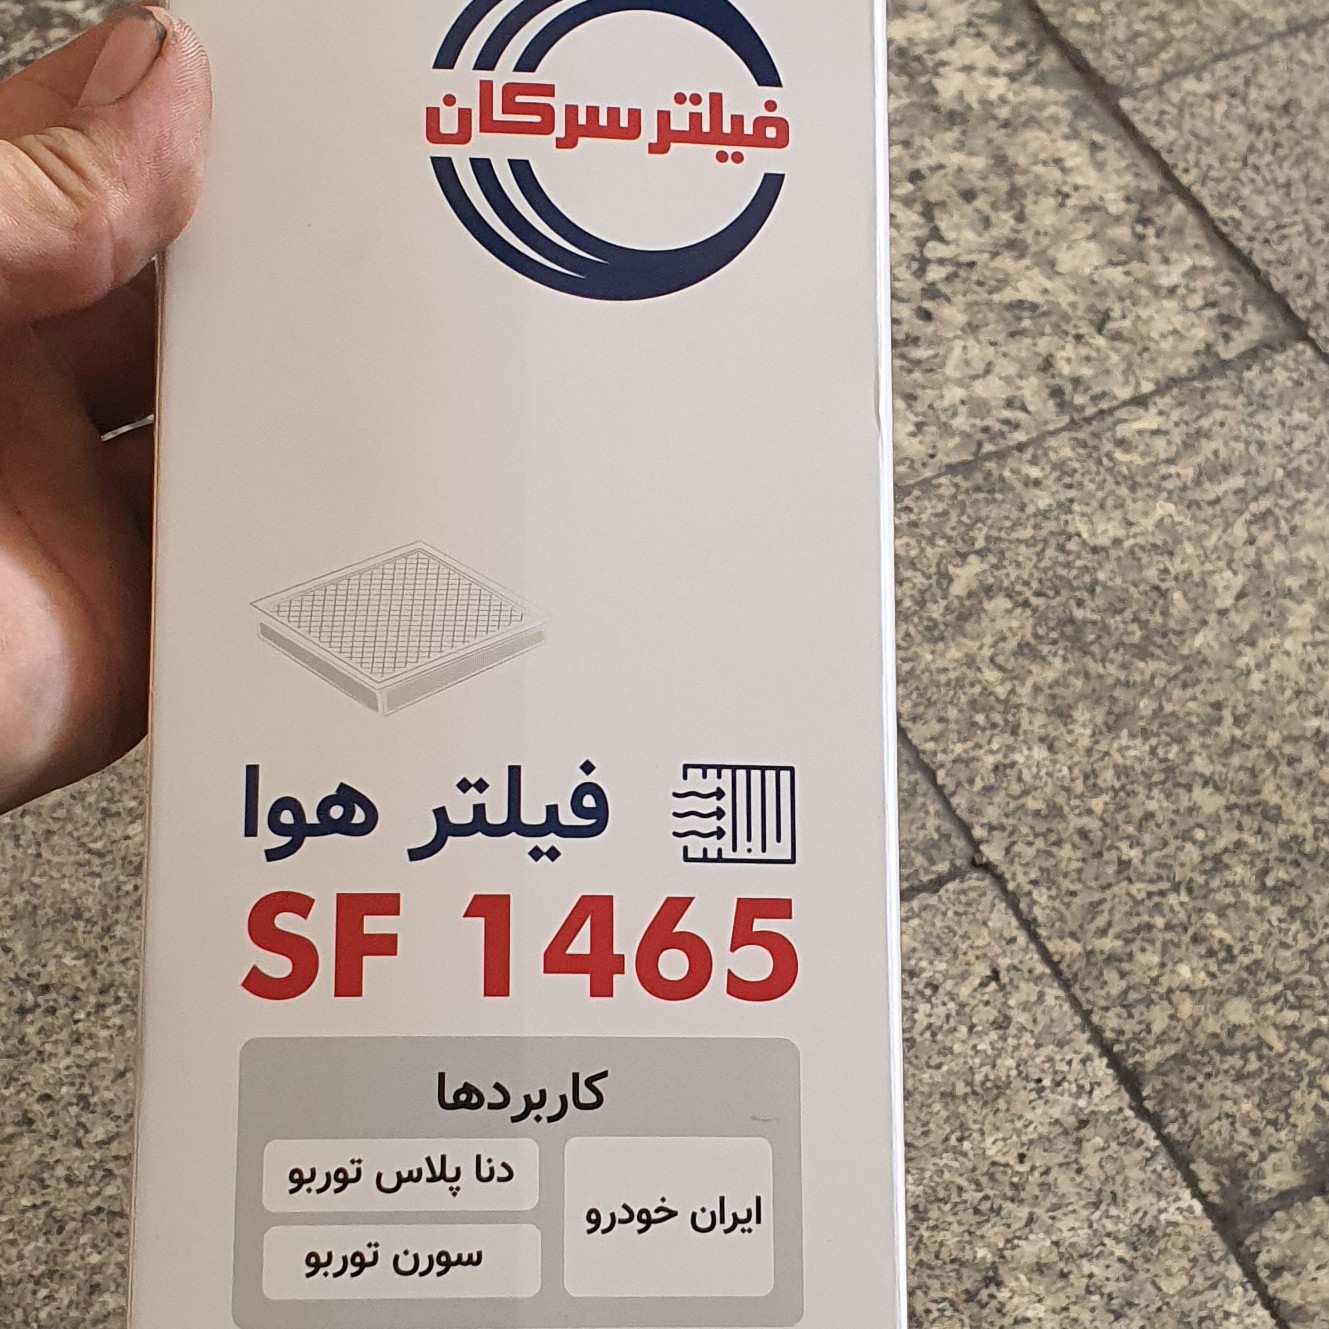 فیلتر سرکان
فیلتر هوا
SF 1465
کاربردها
ایران خودرو
دنا پلاس توربو
سورن توربو